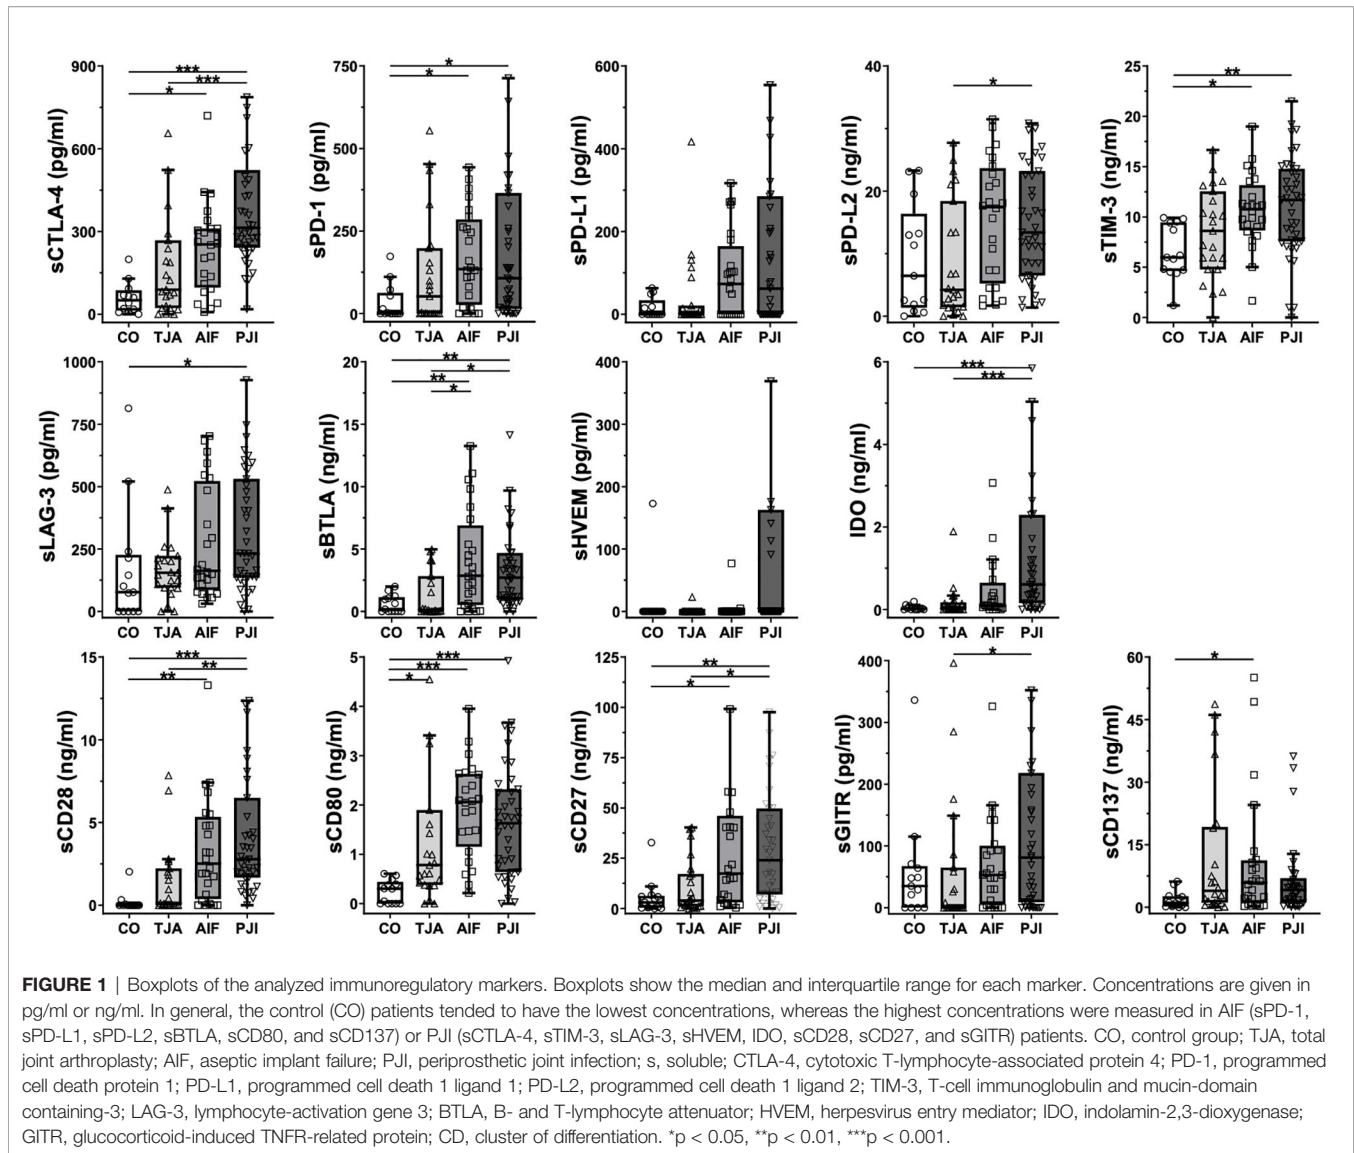 900
600
300
0
sCTLA-4 (pg/ml)
***
***
*
CO TJA AIF PJI
750
500
250
0
sPD-1 (pg/ml)
*
*
CO TJA AIF PJI
600
400
200
0
sPD-L1 (pg/ml)
CO TJA AIF PJI
40
20
0
sPD-L2 (ng/ml)
*
CO TJA AIF PJI
25
20
15
10
5
0
sTIM-3 (ng/ml)
**
*
CO TJA AIF PJI
1000
750
500
250
0
sLAG-3 (pg/ml)
*
CO TJA AIF PJI
20
15
10
5
0
sBTLA (ng/ml)
**
*
**
*
CO TJA AIF PJI
400
300
200
100
0
sHVEM (pg/ml)
CO TJA AIF PJI
6
4
2
0
IDO (ng/ml)
***
***
CO TJA AIF PJI
15
10
5
0
sCD28 (ng/ml)
***
**
**
CO TJA AIF PJI
5
4
3
2
1
0
sCD80 (ng/ml)
***
***
*
CO TJA AIF PJI
125
100
75
50
25
0
sCD27 (ng/ml)
**
*
*
CO TJA AIF PJI
400
300
200
100
0
sGITR (pg/ml)
*
CO TJA AIF PJI
60
45
30
15
0
sCD137 (ng/ml)
*
CO TJA AIF PJI
FIGURE 1 | Boxplots of the analyzed immunoregulatory markers. Boxplots show the median and interquartile range for each marker. Concentrations are given in
pg/ml or ng/ml. In general, the control (CO) patients tended to have the lowest concentrations, whereas the highest concentrations were measured in AIF (sPD-1,
sPD-L1, sPD-L2, sBTLA, sCD80, and sCD137) or PJI (sCTLA-4, sTIM-3, sLAG-3, sHVEM, IDO, sCD28, sCD27, and sGITR) patients. CO, control group; TJA, total
joint arthroplasty; AIF, aseptic implant failure; PJI, periprosthetic joint infection; s, soluble; CTLA-4, cytotoxic T-lymphocyte-associated protein 4; PD-1, programmed
cell death protein 1; PD-L1, programmed cell death 1 ligand 1; PD-L2, programmed cell death 1 ligand 2; TIM-3, T-cell immunoglobulin and mucin-domain
containing-3; LAG-3, lymphocyte-activation gene 3; BTLA, B- and T-lymphocyte attenuator; HVEM, herpesvirus entry mediator; IDO, indolamin-2,3-dioxygenase;
GITR, glucocorticoid-induced TNFR-related protein; CD, cluster of differentiation. *p < 0.05, **p < 0.01, ***p < 0.001.